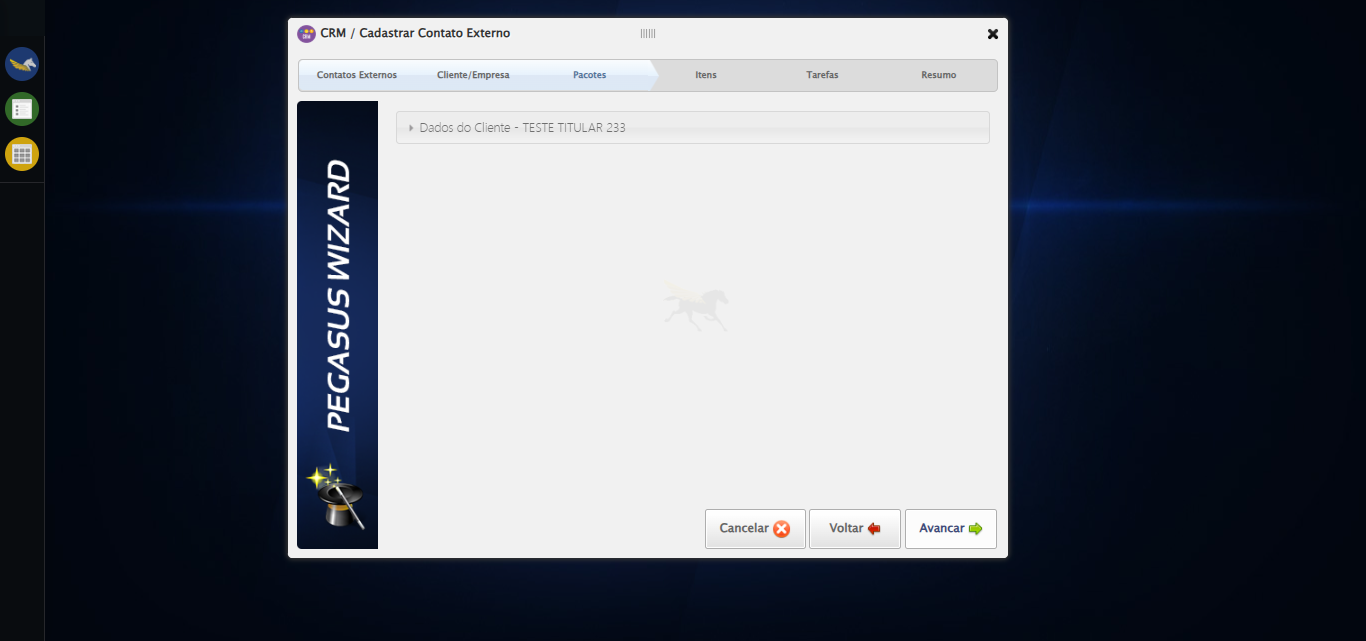 CRM / Cadastrar Contato Externo
Contatos Externos
Cliente/Empresa
Pacotes
Itens
Tarefas
Resumo
Dados do Cliente - TESTE TITULAR 233
PEGASUS WIZARD
Cancelar
Voltar
Avancar